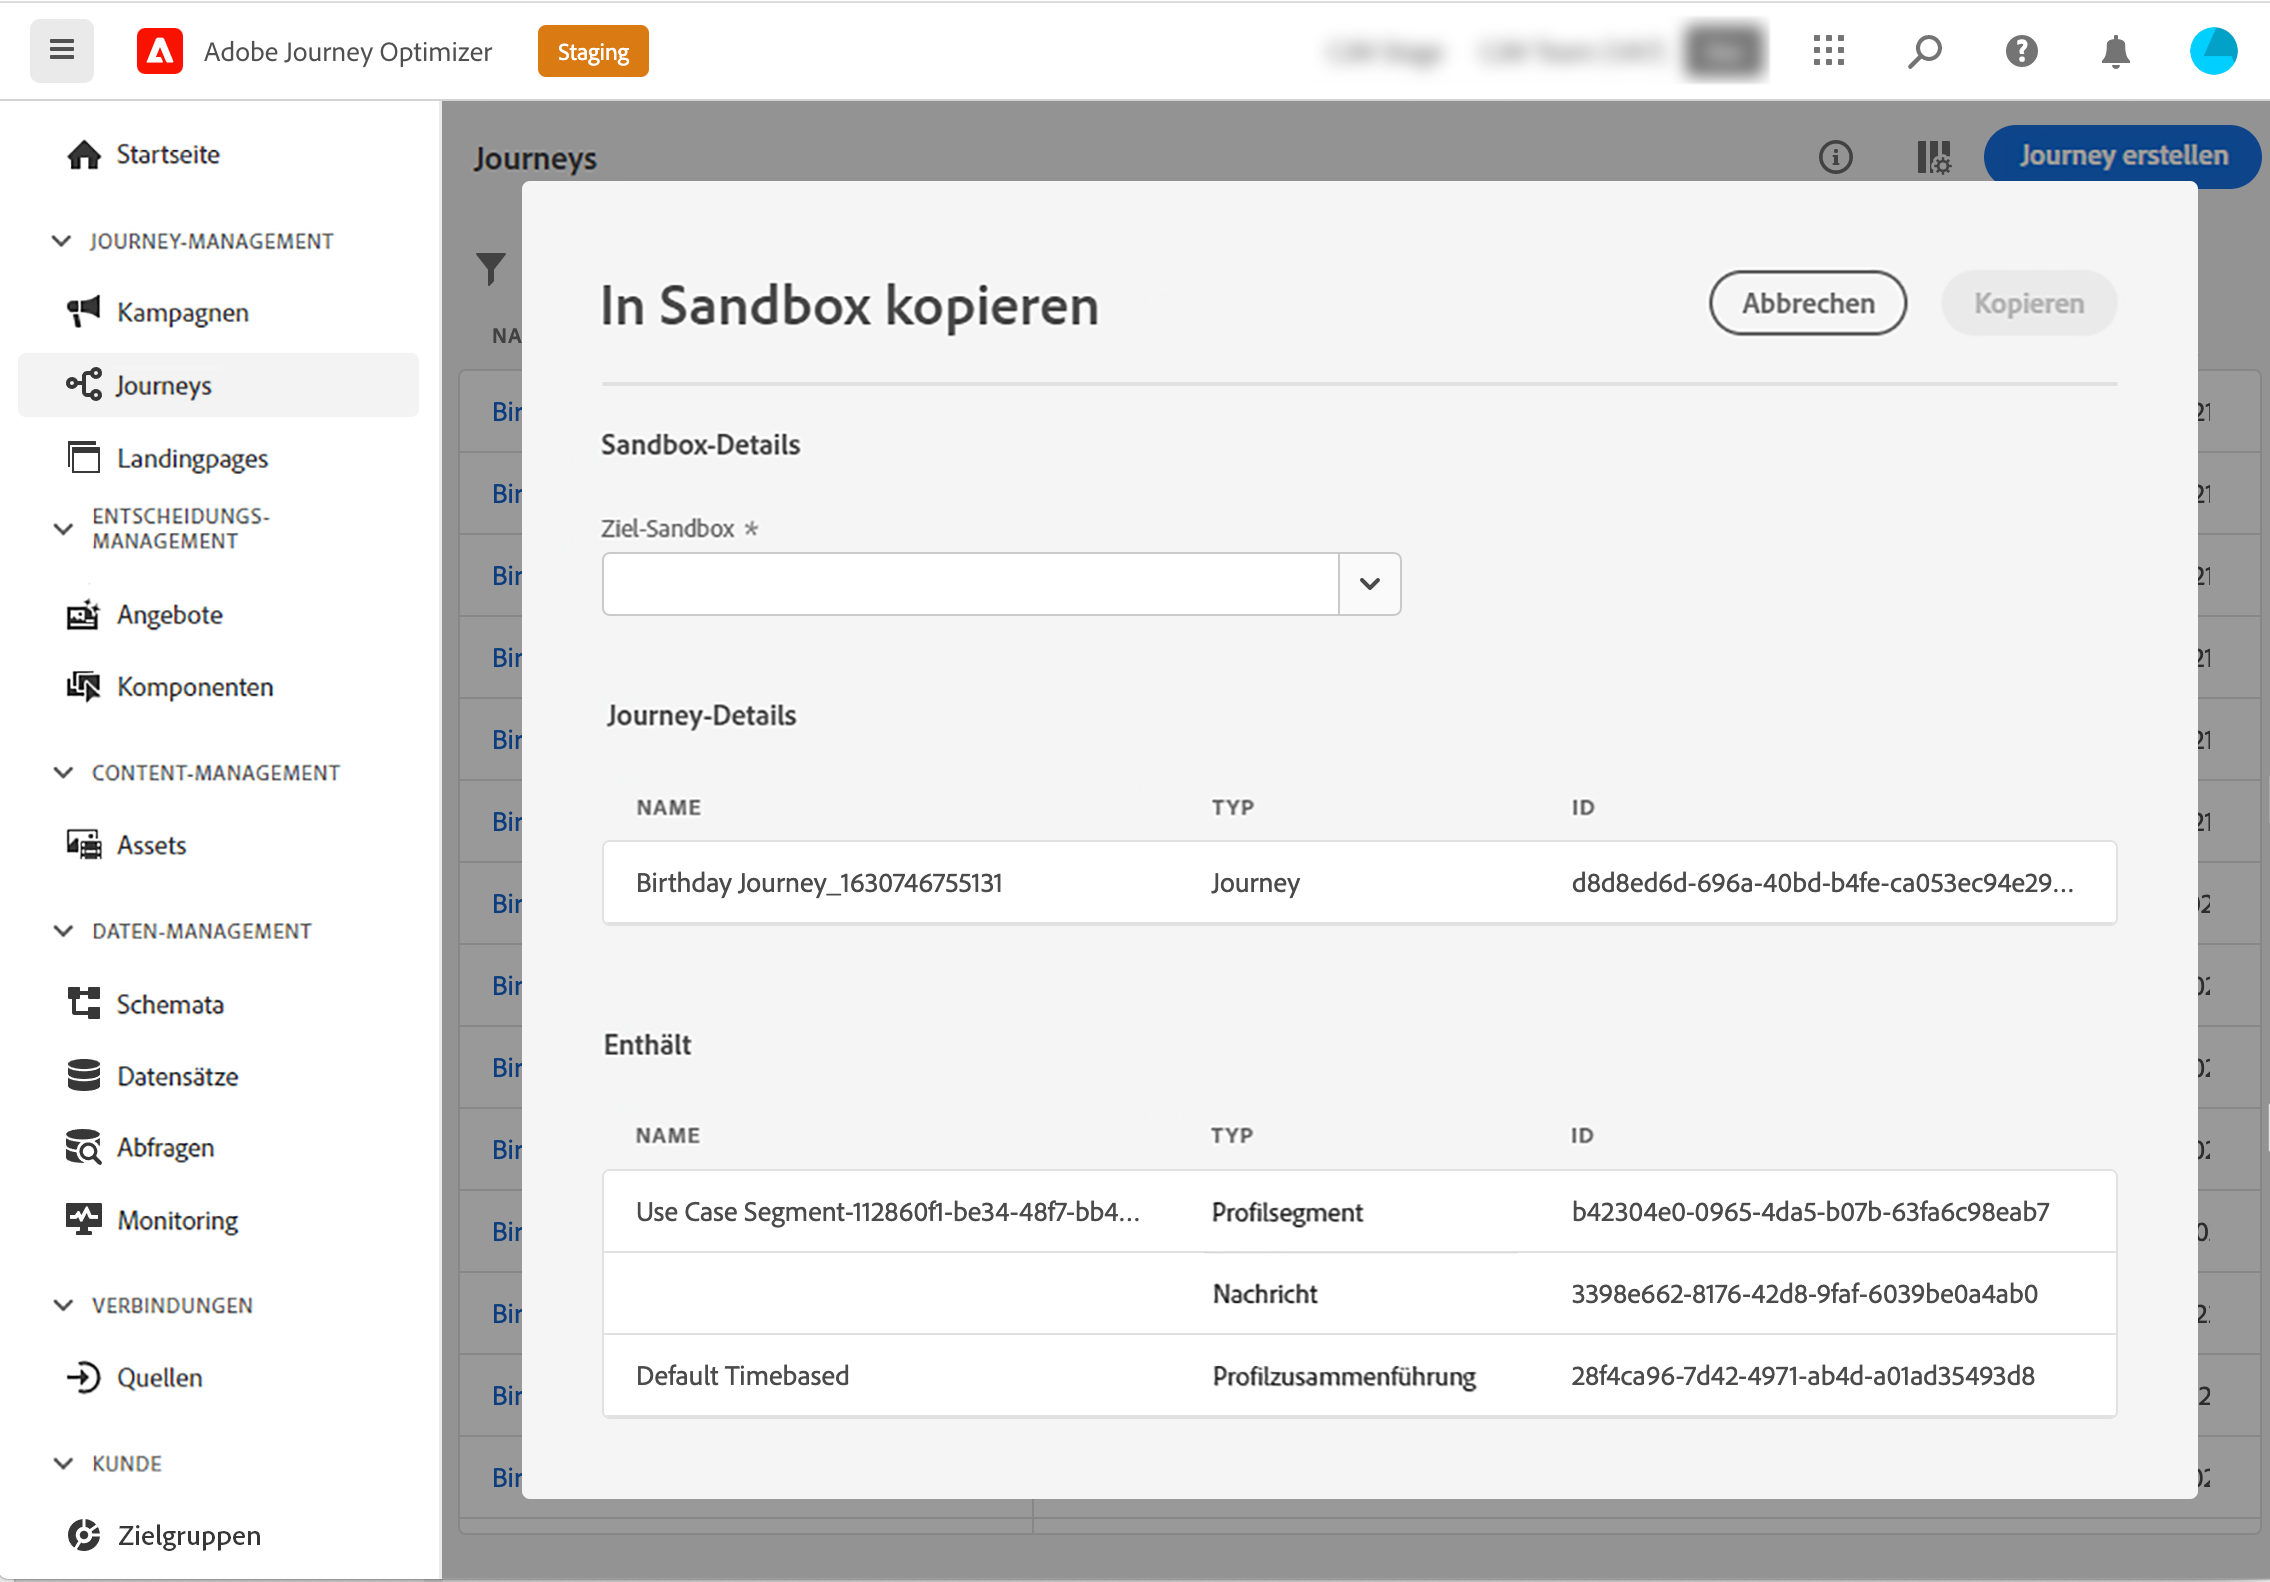 Adobe Journey Optimizer
Staging
Startseite
JOURNEY-MANAGEMENT
Kampagnen
Journeys
Landingpages
ENTSCHEIDUNGS-
MANAGEMENT
Angebote
Komponenten
CONTENT-MANAGEMENT
Assets
DATEN-MANAGEMENT
Schemata
Datensätze
Abfragen
Monitoring
VERBINDUNGEN
Quellen
KUNDE
Zielgruppen
Journeys
Journey erstellen
In Sandbox kopieren
Abbrechen
Kopieren
Sandbox-Details
Ziel-Sandbox *
Journey-Details
NAME TYP ID
Birthday Journey_1630746755131 Journey d8d8ed6d-696a-40bd-b4fe-ca053ec94e29...
Enthält
NAME TYP ID
Use Case Segment-112860f1-be34-48f7-bb4... Profilsegment b42304e0-0965-4da5-b07b-63fa6c98eab7
Nachricht 3398e662-8176-42d8-9faf-6039be0a4ab0
Default Timebased Profilzusammenführung 28f4ca96-7d42-4971-ab4d-a01ad35493d8